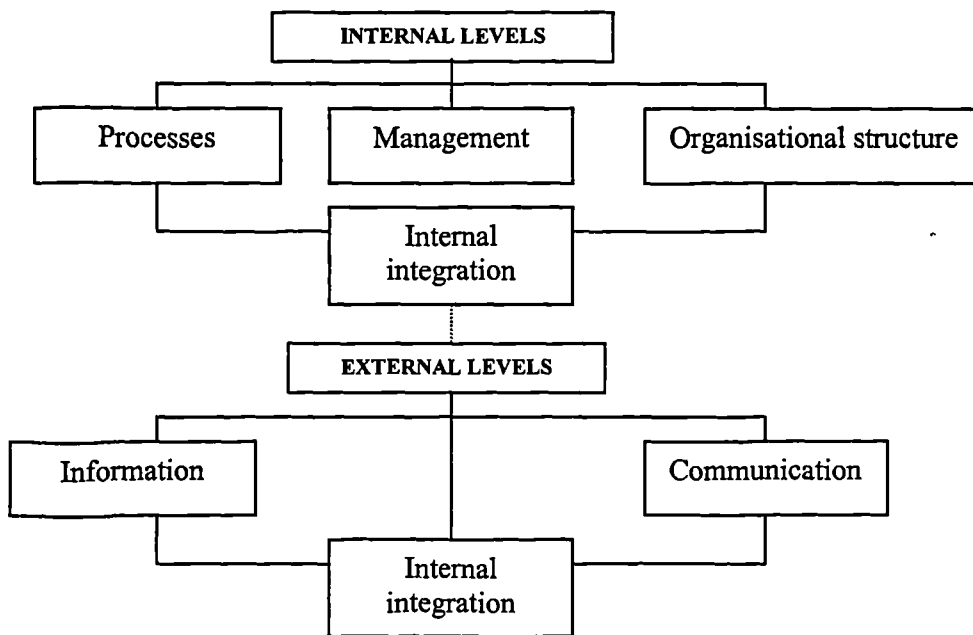 INTERNAL LEVELS
Processes
Management
Organisational structure
Internal
integration
EXTERNAL LEVELS
Information
Communication
Internal
integration